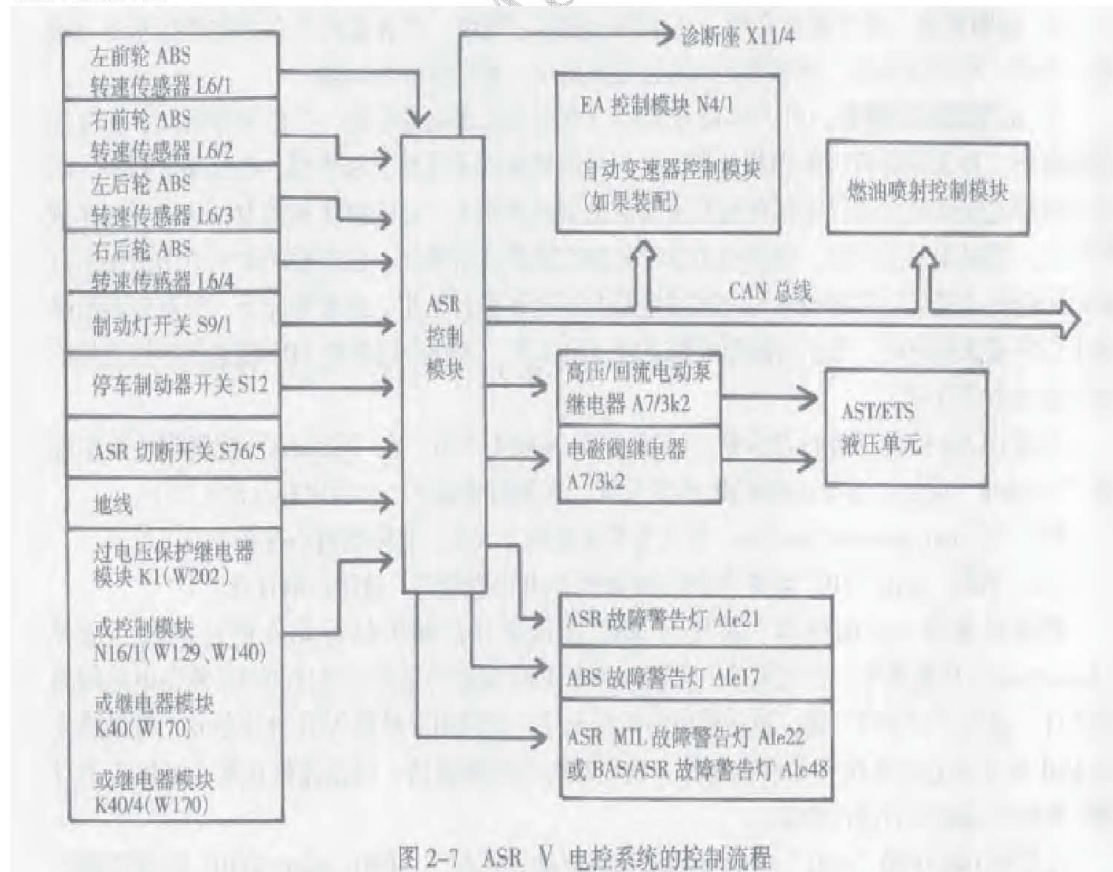 左前轮 ABS
转速传感器 L6/1
右前轮 ABS
转速传感器 L6/2
左后轮 ABS
转速传感器 L6/3
右后轮 ABS
转速传感器 L6/4
制动灯开关 S9/1
停车制动器开关 S12
ASR 切断开关 S76/5
地线
过电压保护继电器
模块 K1(W202)
或控制模块
N16/1(W129、W140)
或继电器模块
K40(W170)
或继电器模块
K40/4(W170)
ASR
控制
模块
诊断座 X11/4
EA 控制模块 N4/1
自动变速器控制模块
(如果装配)
燃油喷射控制模块
CAN 总线
高压/回流电动泵
继电器 A7/3k2
电磁阀继电器
A7/3k2
AST/ETS
液压单元
ASR 故障警告灯 Ale21
ABS 故障警告灯 Ale17
ASR MIL 故障警告灯 Ale22
或 BAS/ASR 故障警告灯 Ale48
图 2-7 ASR Ⅴ 电控系统的控制流程